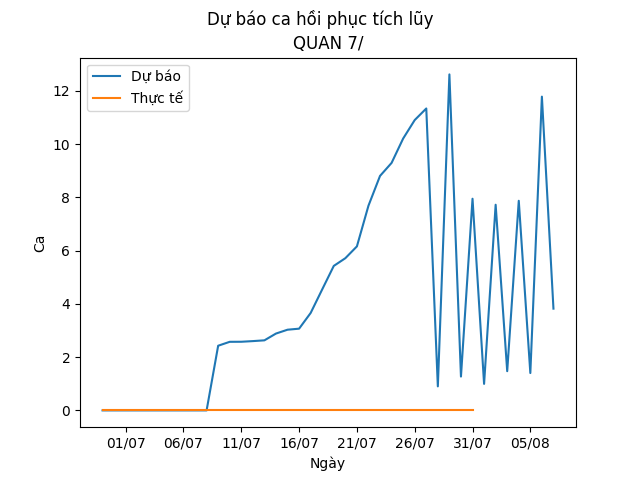 Dự báo ca hồi phục tích lũy
QUAN 7/
Dự báo
Thực tế
12
10
8
6
4
2
0
Ca
01/07 06/07 11/07 16/07 21/07 26/07 31/07 05/08
Ngày